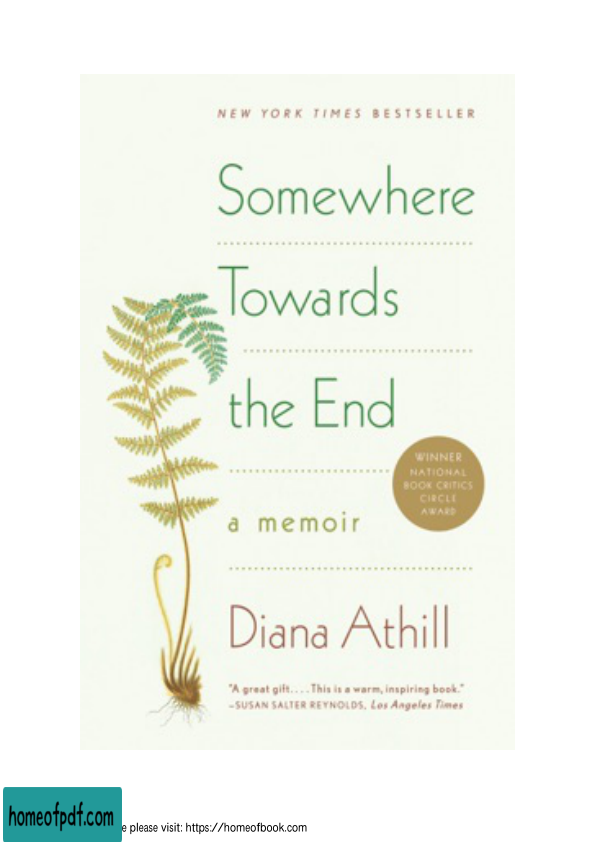 NEW YORK TIMES BESTSELLER
Somewhere
Towards
the End
WINNER
NATIONAL
BOOK CRITICS
CIRCLE
AWARD
a memoir
Diana Athill
"A great gift....This is a warm, inspiring book."
–SUSAN SALTER REYNOLDS, Los Angeles Times
homeofpdf.com
e please visit: https://homeofbook.com